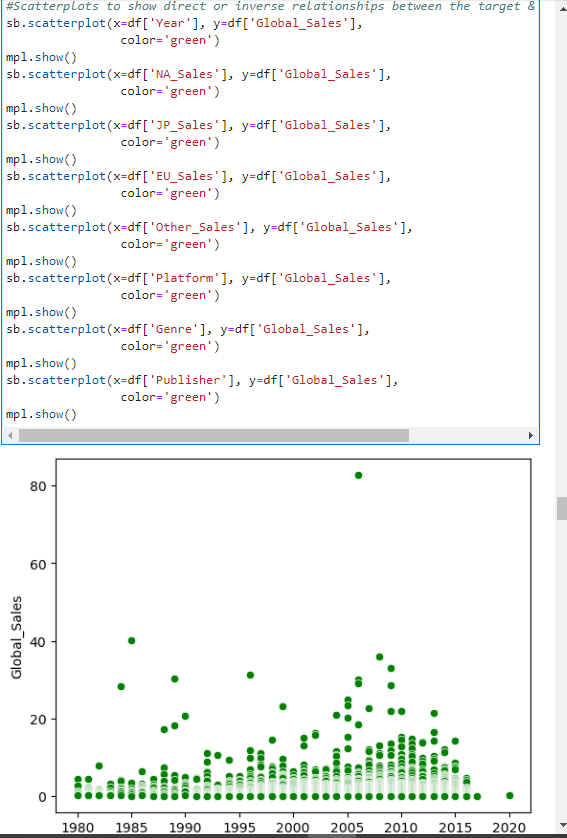 #Scatterplots to show direct or inverse relationships between the target &
sb.scatterplot(x=df['Year'], y=df['Global_Sales'],
color='green')
mpl.show()
sb.scatterplot(x=df['NA_Sales'], y=df['Global_Sales'],
color='green')
mpl.show()
sb.scatterplot(x=df['JP_Sales'], y=df['Global_Sales'],
color='green')
mpl.show()
sb.scatterplot(x=df['EU_Sales'], y=df['Global_Sales'],
color='green')
mpl.show()
sb.scatterplot(x=df['Other_Sales'], y=df['Global_Sales'],
color='green')
mpl.show()
sb.scatterplot(x=df['Platform'], y=df['Global_Sales'],
color='green')
mpl.show()
sb.scatterplot(x=df['Genre'], y=df['Global_Sales'],
color='green')
mpl.show()
sb.scatterplot(x=df['Publisher'], y=df['Global_Sales'],
color='green')
mpl.show()
80
60
40
20
0
Global_Sales
1980 1985 1990 1995 2000 2005 2010 2015 2020